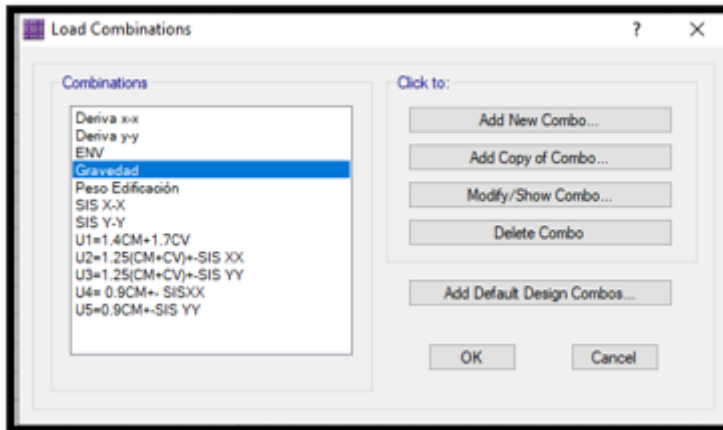 Load Combinations
Combinations
Deriva x-x
Deriva y-y
ENV
Gravedad
Peso Edificación
SIS X-X
SIS Y-Y
U1=1.4CM+1.7CV
U2=1.25(CM+CV)+-SIS XX
U3=1.25(CM+CV)+-SIS YY
U4= 0.9CM+- SISXX
U5=0.9CM+-SIS YY
Click to:
Add New Combo...
Add Copy of Combo...
Modify/Show Combo...
Delete Combo
Add Default Design Combos...
OK
Cancel